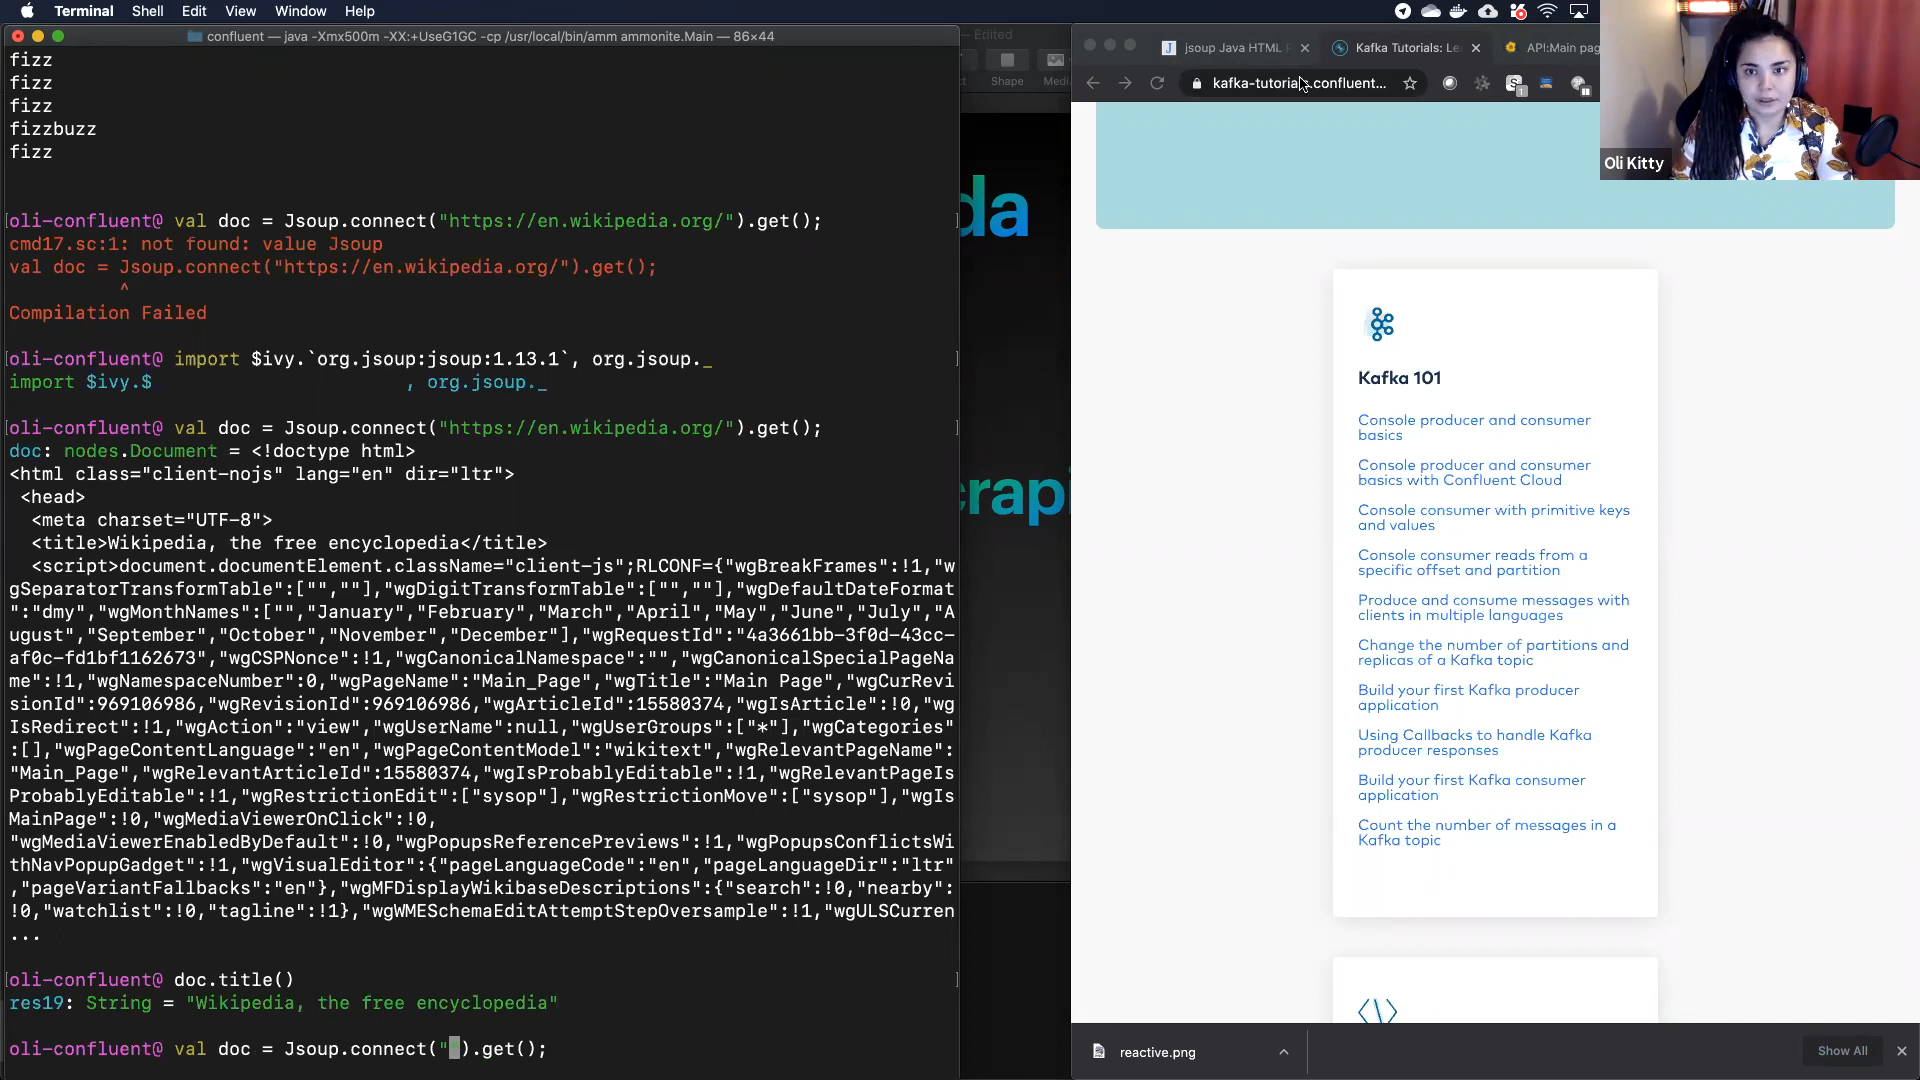 Terminal Shell Edit View Window Help
confluent — java -Xmx500m -XX:+UseG1GC -cp /usr/local/bin/amm ammonite.Main — 86×44
fizz
fizz
fizz
fizzbuzz
fizz
oli-confluent@ val doc = Jsoup.connect("https://en.wikipedia.org/").get();
cmd17.sc:1: not found: value Jsoup
val doc = Jsoup.connect("https://en.wikipedia.org/").get();
^
Compilation Failed
oli-confluent@ import $ivy.`org.jsoup:jsoup:1.13.1`, org.jsoup._
import $ivy.$ , org.jsoup._
oli-confluent@ val doc = Jsoup.connect("https://en.wikipedia.org/").get();
doc: nodes.Document = <!doctype html>
<html class="client-nojs" lang="en" dir="ltr">
<head>
<meta charset="UTF-8">
<title>Wikipedia, the free encyclopedia</title>
<script>document.documentElement.className="client-js";RLCONF={"wgBreakFrames":!1,"w
gSeparatorTransformTable":["",""],"wgDigitTransformTable":["",""],"wgDefaultDateFormat
":"dmy","wgMonthNames":["","January","February","March","April","May","June","July","A
ugust","September","October","November","December"],"wgRequestId":"4a3661bb-3f0d-43cc-
af0c-fd1bf1162673","wgCSPNonce":!1,"wgCanonicalNamespace":"","wgCanonicalSpecialPageNa
me":!1,"wgNamespaceNumber":0,"wgPageName":"Main_Page","wgTitle":"Main Page","wgCurRevi
sionId":969106986,"wgRevisionId":969106986,"wgArticleId":15580374,"wgIsArticle":!0,"wg
IsRedirect":!1,"wgAction":"view","wgUserName":null,"wgUserGroups":["*"],"wgCategories"
:[],"wgPageContentLanguage":"en","wgPageContentModel":"wikitext","wgRelevantPageName":
"Main_Page","wgRelevantArticleId":15580374,"wgIsProbablyEditable":!1,"wgRelevantPageIs
ProbablyEditable":!1,"wgRestrictionEdit":["sysop"],"wgRestrictionMove":["sysop"],"wgIs
MainPage":!0,"wgMediaViewerOnClick":!0,
"wgMediaViewerEnabledByDefault":!0,"wgPopupsReferencePreviews":!1,"wgPopupsConflictsWi
thNavPopupGadget":!1,"wgVisualEditor":{"pageLanguageCode":"en","pageLanguageDir":"ltr"
,"pageVariantFallbacks":"en"},"wgMFDisplayWikibaseDescriptions":{"search":!0,"nearby":
!0,"watchlist":!0,"tagline":!1},"wgWMESchemaEditAttemptStepOversample":!1,"wgULSCurren
...
oli-confluent@ doc.title()
res19: String = "Wikipedia, the free encyclopedia"
oli-confluent@ val doc = Jsoup.connect("").get();
Edited
Shape
da
crapi
jsoup Java HTML
Kafka Tutorials: Le
API:Main pag
kafka-tutorials.confluent...
1
Oli Kitty
Kafka 101
Console producer and consumer
basics
Console producer and consumer
basics with Confluent Cloud
Console consumer with primitive keys
and values
Console consumer reads from a
specific offset and partition
Produce and consume messages with
clients in multiple languages
Change the number of partitions and
replicas of a Kafka topic
Build your first Kafka producer
application
Using Callbacks to handle Kafka
producer responses
Build your first Kafka consumer
application
Count the number of messages in a
Kafka topic
reactive.png
Show All